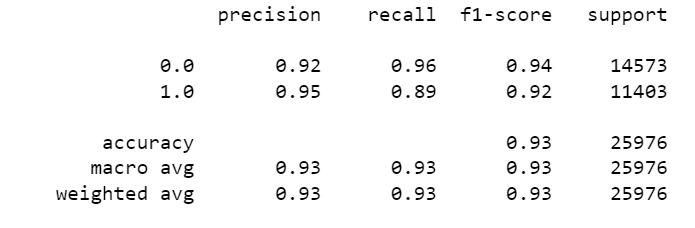 precision recall f1-score support
0.0 0.92 0.96 0.94 14573
1.0 0.95 0.89 0.92 11403
accuracy 0.93 25976
macro avg 0.93 0.93 0.93 25976
weighted avg 0.93 0.93 0.93 25976